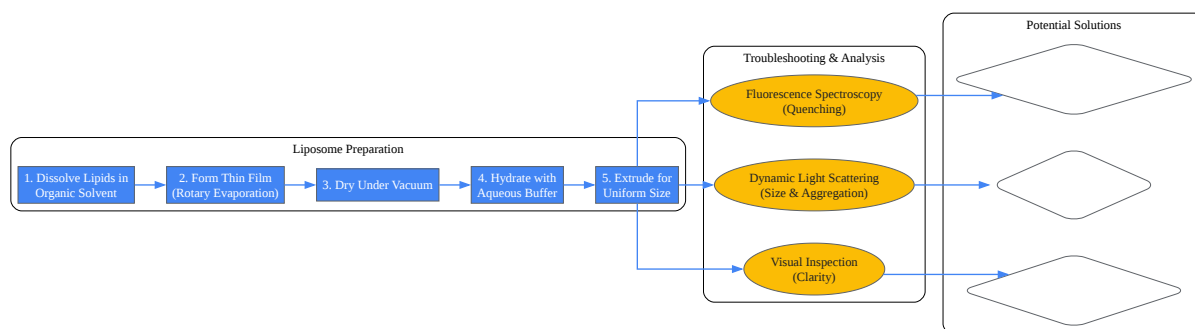 Potential Solutions
Troubleshooting & Analysis
Fluorescence Spectroscopy
(Quenching)
Liposome Preparation
1. Dissolve Lipids in
Organic Solvent
2. Form Thin Film
(Rotary Evaporation)
3. Dry Under Vacuum
4. Hydrate with
Aqueous Buffer
5. Extrude for
Uniform Size
Dynamic Light Scattering
(Size & Aggregation)
Visual Inspection
(Clarity)